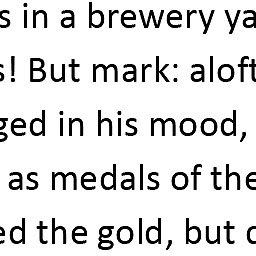 s in a brewery ya
s! But mark: aloft
ged in his mood,
as medals of the
ed the gold, but